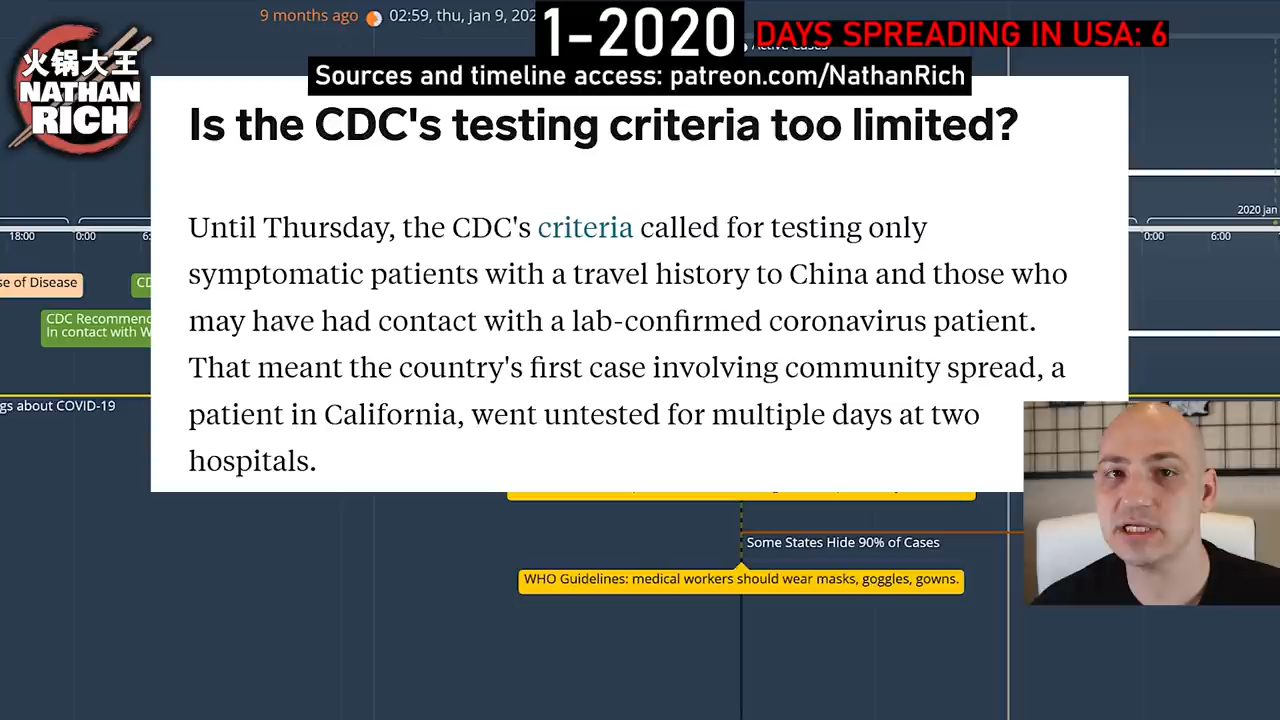 9 months ago
02:59, thu, jan 9, 202
1-2020
DAYS SPREADING IN USA: 6
Active Cases
Sources and timeline access: patreon.com/NathanRich
火锅大王
NATHAN
RICH
Is the CDC's testing criteria too limited?
Until Thursday, the CDC's criteria called for testing only
symptomatic patients with a travel history to China and those who
may have had contact with a lab-confirmed coronavirus patient.
That meant the country's first case involving community spread, a
patient in California, went untested for multiple days at two
hospitals.
2020 jan
18:00
0:00
6:
0:00
6:00
se of Disease
CD
CDC Recommenc
In contact with W
gs about COVID-19
Some States Hide 90% of Cases
WHO Guidelines: medical workers should wear masks, goggles, gowns.